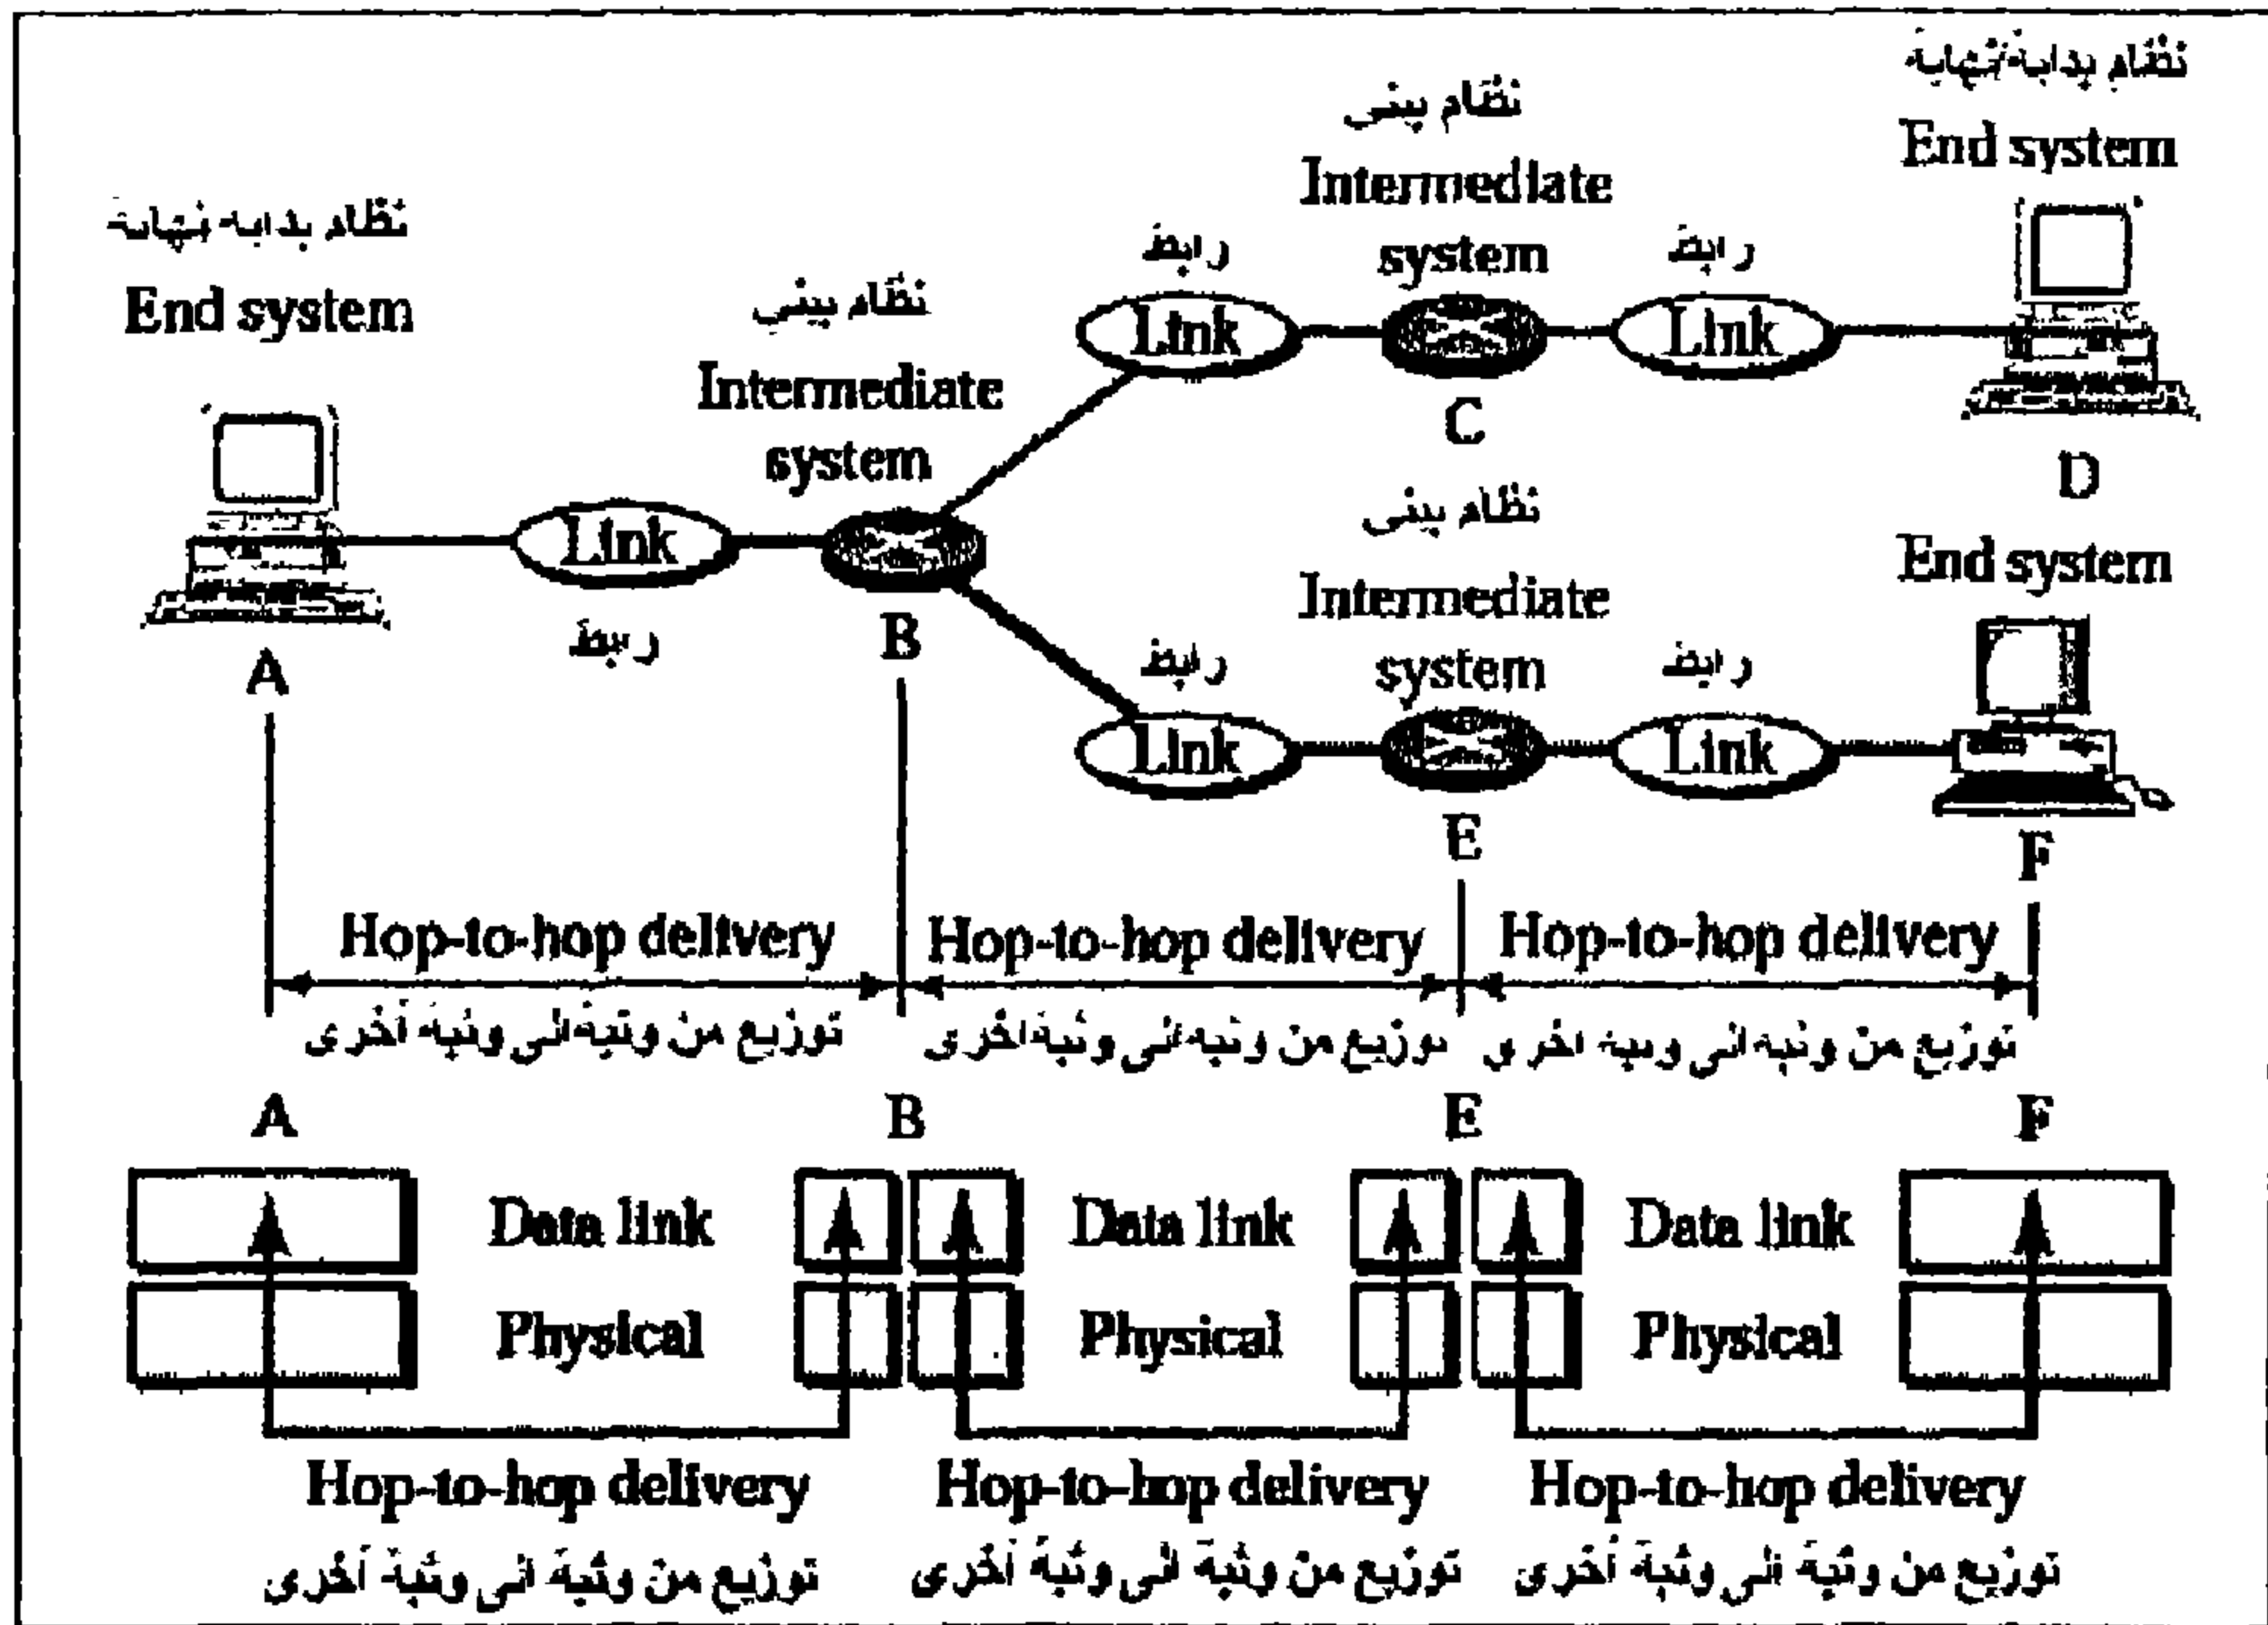 نظام بداية نهاية
End system
نظام بيني
Intermediate
system
رابط
رابط
نظام بداية نهاية
End system
Link
Link
C
D
نظام بيني
Intermediate
system
Link
B
A
ربط
نظام بيني
Intermediate
system
End system
رابط
رابط
Link
Link
E
F
Hop-to-hop delivery Hop-to-hop delivery Hop-to-hop delivery
توزيع من وثبة الى وثبة أخرى توزيع من وثبة الى وثبة اخرى توزيع من وثبة الى وثبة اخرى
A B E F
Data link Data link Data link
Physical Physical Physical
Hop-to-hop delivery Hop-to-hop delivery Hop-to-hop delivery
توزيع من وثبة الى وثبة أخرى توزيع من وثبة الى وثبة أخرى توزيع من وثبة الى وثبة أخرى